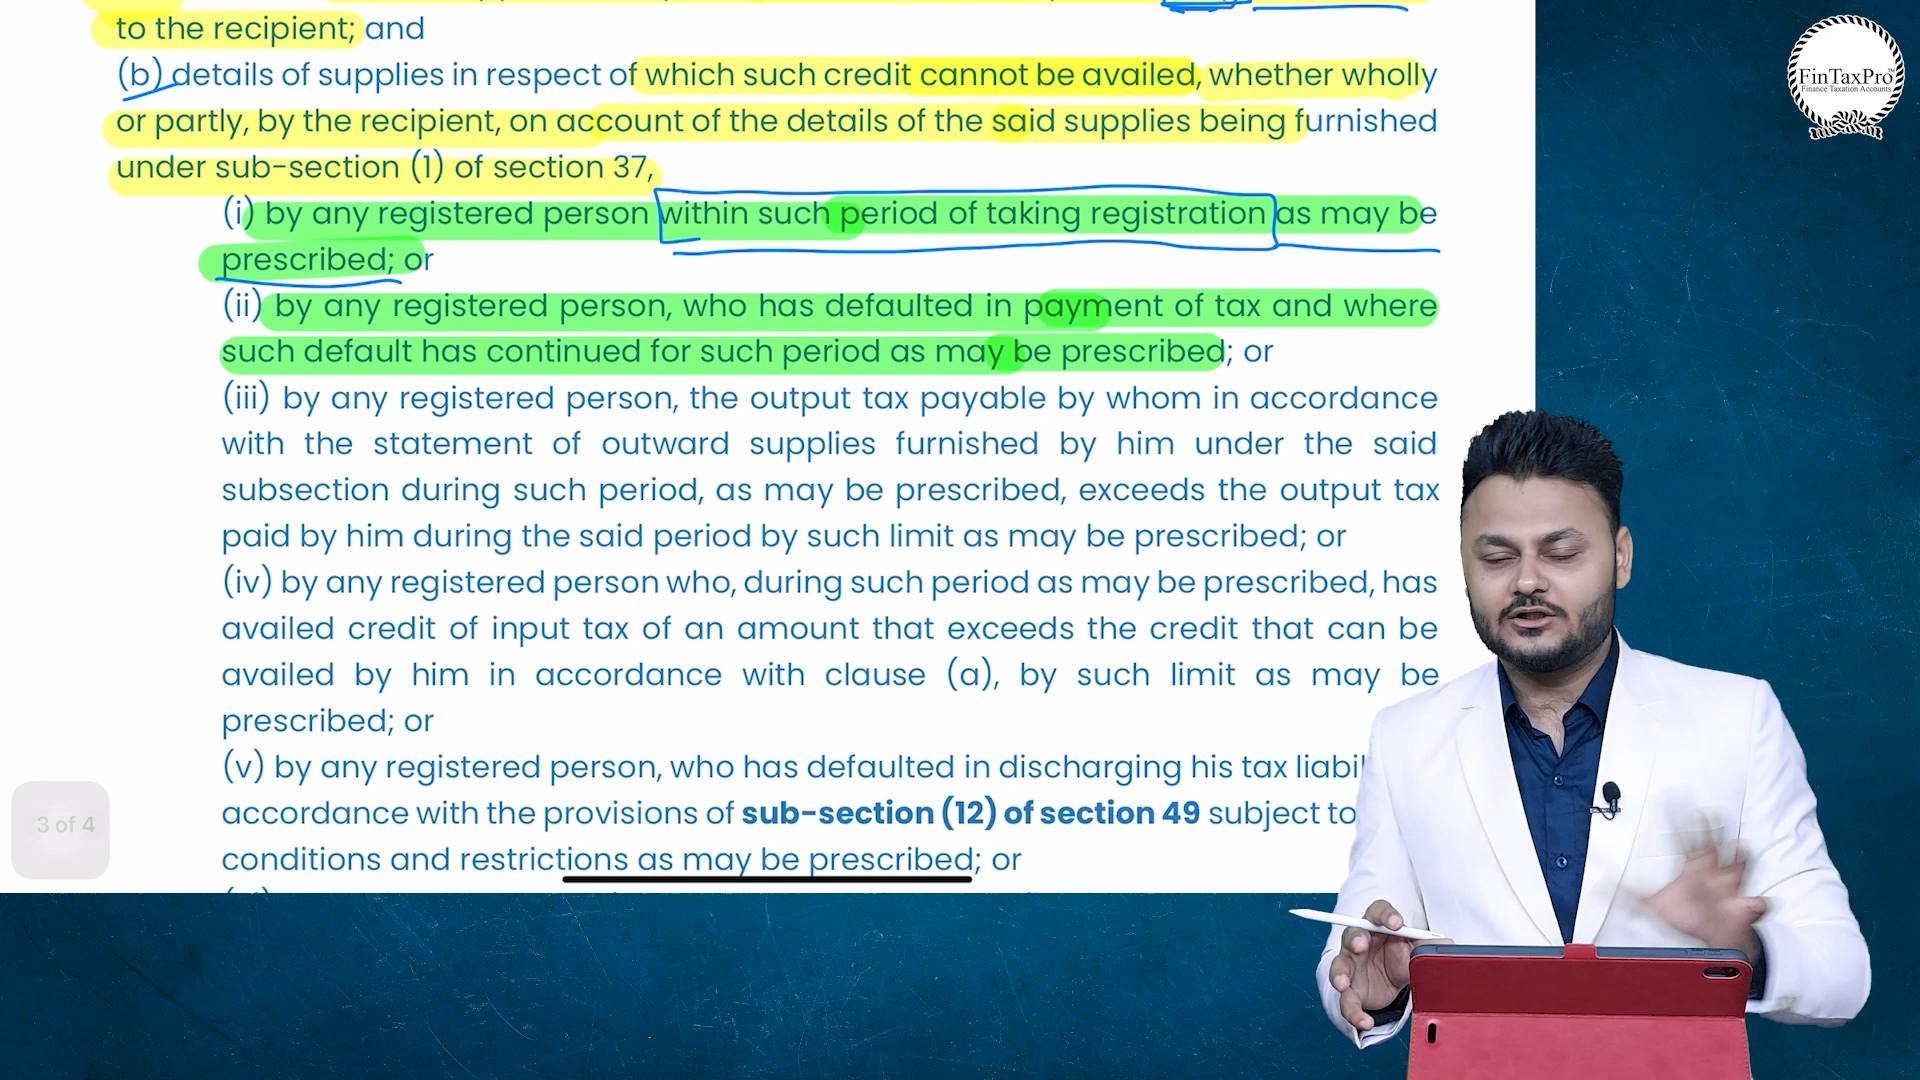 to the recipient; and
(b) details of supplies in respect of which such credit cannot be availed, whether wholly
or partly, by the recipient, on account of the details of the said supplies being furnished
under sub-section (1) of section 37,
(i) by any registered person within such period of taking registration as may be
prescribed; or
(ii) by any registered person, who has defaulted in payment of tax and where
such default has continued for such period as may be prescribed; or
(iii) by any registered person, the output tax payable by whom in accordance
with the statement of outward supplies furnished by him under the said
subsection during such period, as may be prescribed, exceeds the output tax
paid by him during the said period by such limit as may be prescribed; or
(iv) by any registered person who, during such period as may be prescribed, has
availed credit of input tax of an amount that exceeds the credit that can be
availed by him in accordance with clause (a), by such limit as may be
prescribed; or
(v) by any registered person, who has defaulted in discharging his tax liabil
accordance with the provisions of sub-section (12) of section 49 subject to
conditions and restrictions as may be prescribed; or
3 of 4
FinTaxPro
Finance Taxation Accounts